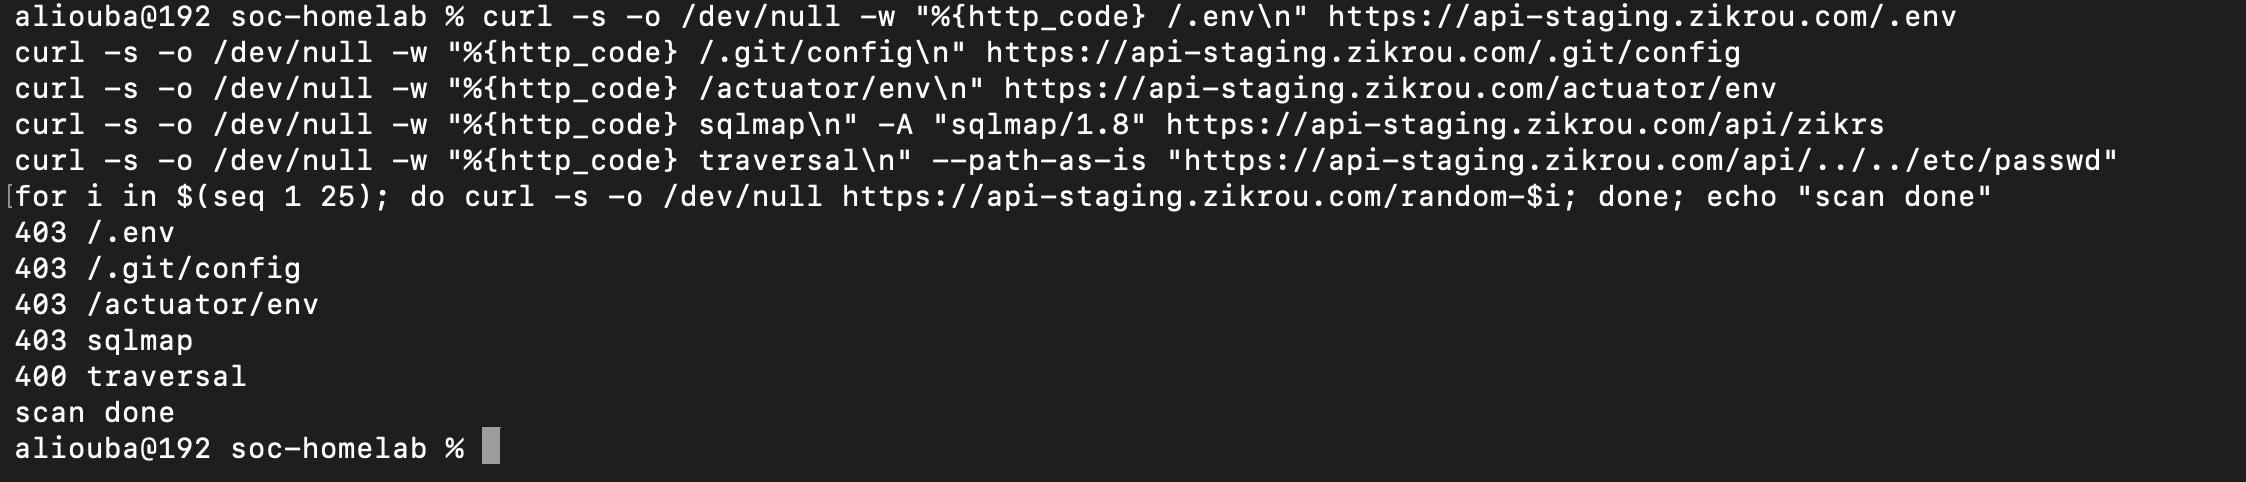 aliouba@192 soc-homelab % curl -s -o /dev/null -w "%{http_code} /.env\n" https://api-staging.zikrou.com/.env
curl -s -o /dev/null -w "%{http_code} /.git/config\n" https://api-staging.zikrou.com/.git/config
curl -s -o /dev/null -w "%{http_code} /actuator/env\n" https://api-staging.zikrou.com/actuator/env
curl -s -o /dev/null -w "%{http_code} sqlmap\n" -A "sqlmap/1.8" https://api-staging.zikrou.com/api/zikrs
curl -s -o /dev/null -w "%{http_code} traversal\n" --path-as-is "https://api-staging.zikrou.com/api/../../etc/passwd"
[for i in $(seq 1 25); do curl -s -o /dev/null https://api-staging.zikrou.com/random-$i; done; echo "scan done"
403 /.env
403 /.git/config
403 /actuator/env
403 sqlmap
400 traversal
scan done
aliouba@192 soc-homelab %